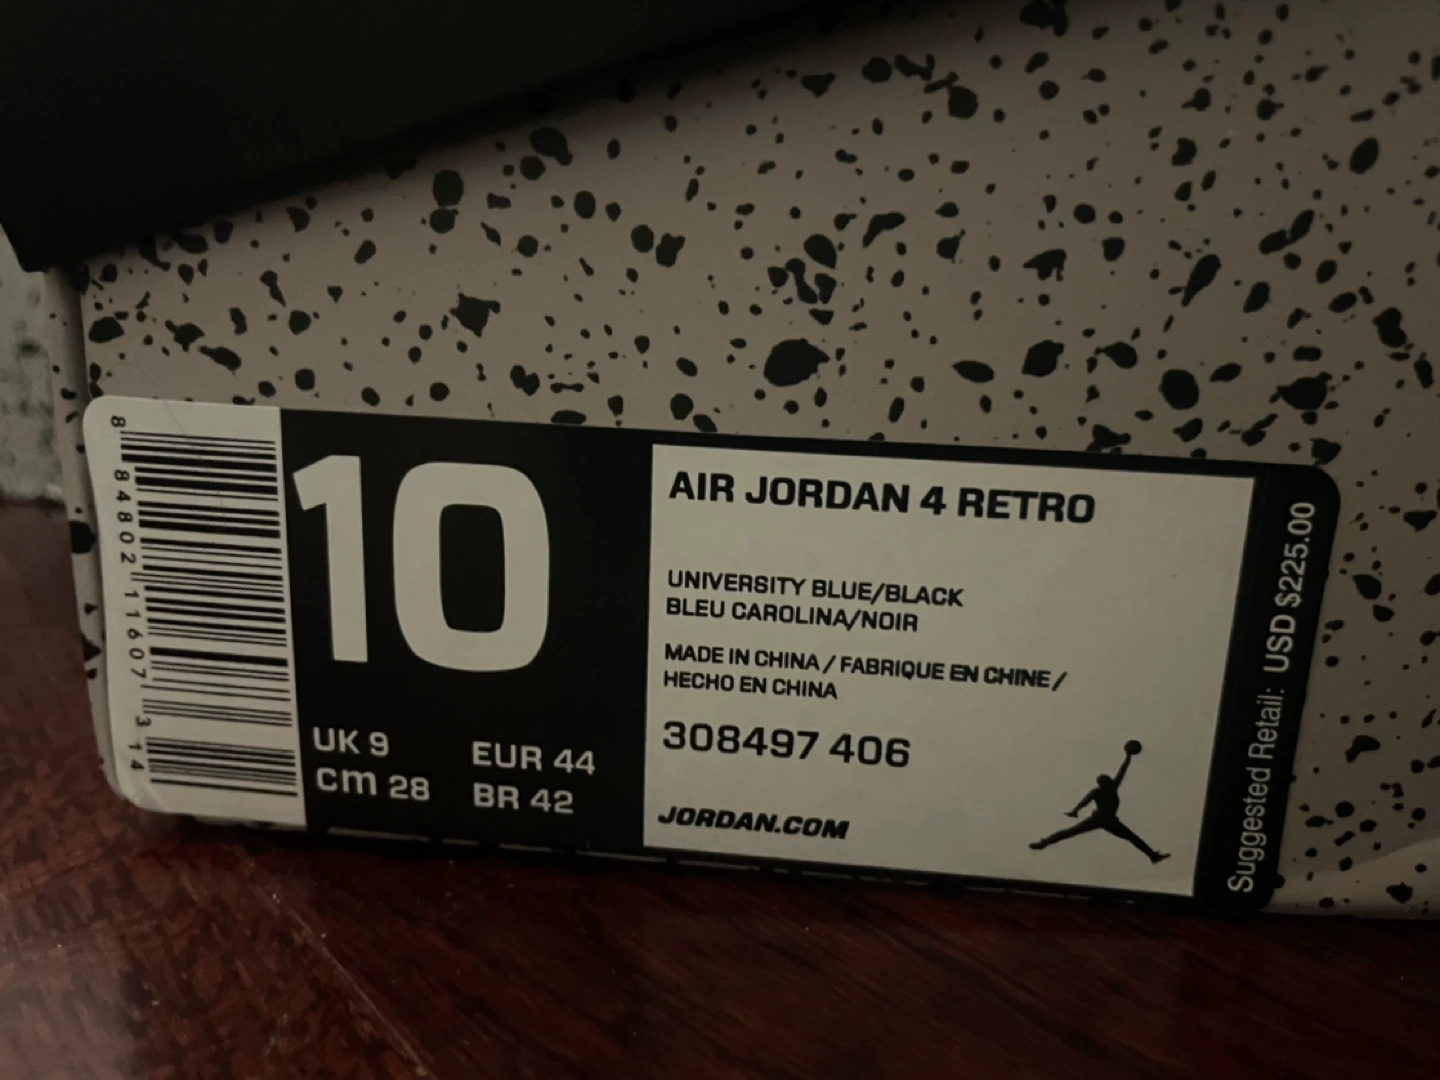 8 84802 11607 3 14
10
UK 9 EUR 44
cm 28 BR 42
AIR JORDAN 4 RETRO
UNIVERSITY BLUE/BLACK
BLEU CAROLINA/NOIR
MADE IN CHINA / FABRIQUE EN CHINE /
HECHO EN CHINA
308497 406
JORDAN.COM
Suggested Retail: USD $225.00